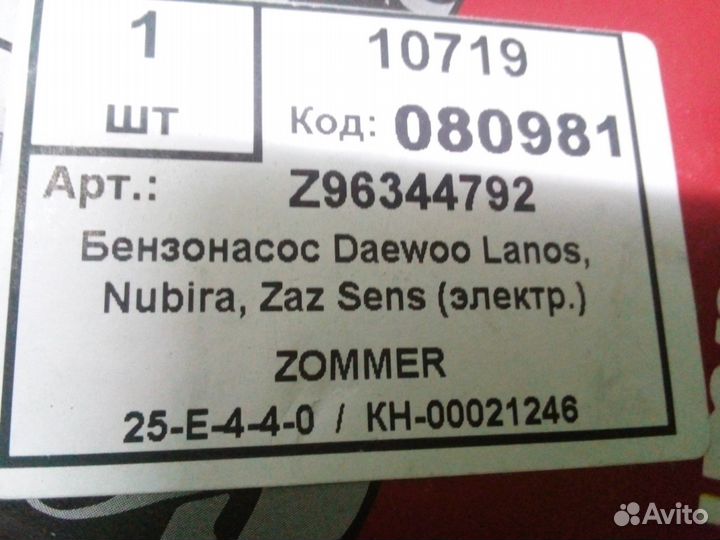 1
шт
10719
Код: 080981
Арт.: Z96344792
Бензонасос Daewoo Lanos,
Nubira, Zaz Sens (электр.)
ZOMMER
25-E-4-4-0 / КН-00021246
Avito